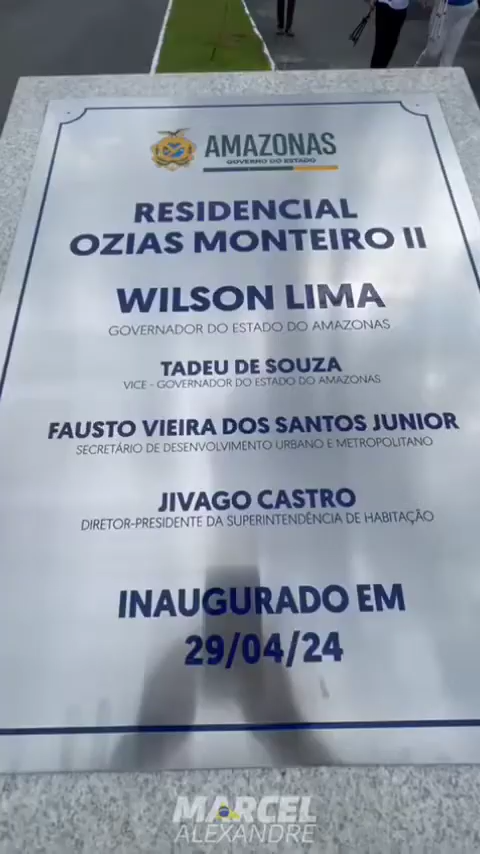 AMAZONAS
GOVERNO DO ESTADO
RESIDENCIAL
OZIAS MONTEIRO II
WILSON LIMA
GOVERNADOR DO ESTADO DO AMAZONAS
TADEU DE SOUZA
VICE - GOVERNADOR DO ESTADO DO AMAZONAS
FAUSTO VIEIRA DOS SANTOS JUNIOR
SECRETÁRIO DE DESENVOLVIMENTO URBANO E METROPOLITANO
JIVAGO CASTRO
DIRETOR-PRESIDENTE DA SUPERINTENDÊNCIA DE HABITAÇÃO
INAUGURADO EM
29/04/24
MARCEL
ALEXANDRE